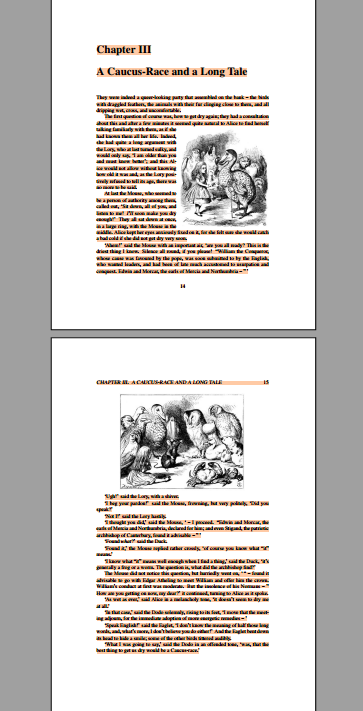 Chapter III
A Caucus-Race and a Long Tale
They were indeed a queer-looking party that assembled on the bank – the birds
with draggled feathers, the animals with their fur clinging close to them, and all
dripping wet, cross, and uncomfortable.
The first question of course was, how to get dry again; they had a consultation
about this and after a few minutes it seemed quite natural to Alice to find herself
talking familiarly with them, as if she
had known them all her life. Indeed,
she had quite a long argument with
the Lory, who at last turned sulky, and
would only say, 'I am older than you
and must know better'; and this Al-
ice would not allow without knowing
how old it was and, as the Lory posi-
tively refused to tell its age, there was
no more to be said.
At last the Mouse, who seemed to
be a person of authority among them,
called out, 'Sit down, all of you, and
listen to me! I'll soon make you dry
enough!' They all sat down at once,
in a large ring, with the Mouse in the
middle. Alice kept her eyes anxiously fixed on it, for she felt sure she would catch
a bad cold if she did not get dry very soon.
'Ahem!' said the Mouse with an important air, 'are you all ready? This is the
driest thing I know. Silence all round, if you please! "William the Conqueror,
whose cause was favoured by the pope, was soon submitted to by the English,
who wanted leaders, and had been of late much accustomed to usurpation and
conquest. Edwin and Morcar, the earls of Mercia and Northumbria – "'
14
CHAPTER III. A CAUCUS-RACE AND A LONG TALE 15
'Ugh!' said the Lory, with a shiver.
'I beg your pardon!' said the Mouse, frowning, but very politely, 'Did you
speak?'
'Not I!' said the Lory hastily.
'I thought you did,' said the Mouse, ' – I proceed. "Edwin and Morcar, the
earls of Mercia and Northumbria, declared for him; and even Stigand, the patriotic
archbishop of Canterbury, found it advisable – "'
'Found what?' said the Duck.
'Found it,' the Mouse replied rather crossly, 'of course you know what "it"
means.'
'I know what "it" means well enough when I find a thing,' said the Duck, 'it's
generally a frog or a worm. The question is, what did the archbishop find?'
The Mouse did not notice this question, but hurriedly went on, '" – found it
advisable to go with Edgar Atheling to meet William and offer him the crown.
William's conduct at first was moderate. But the insolence of his Normans – "
How are you getting on now, my dear?' it continued, turning to Alice as it spoke.
'As wet as ever,' said Alice in a melancholy tone, 'it doesn't seem to dry me
at all.'
'In that case,' said the Dodo solemnly, rising to its feet, 'I move that the meet-
ing adjourn, for the immediate adoption of more energetic remedies – '
'Speak English!' said the Eaglet, 'I don't know the meaning of half those long
words, and, what's more, I don't believe you do either!' And the Eaglet bent down
its head to hide a smile; some of the other birds tittered audibly.
'What I was going to say,' said the Dodo in an offended tone, 'was, that the
best thing to get us dry would be a Caucus-race.'